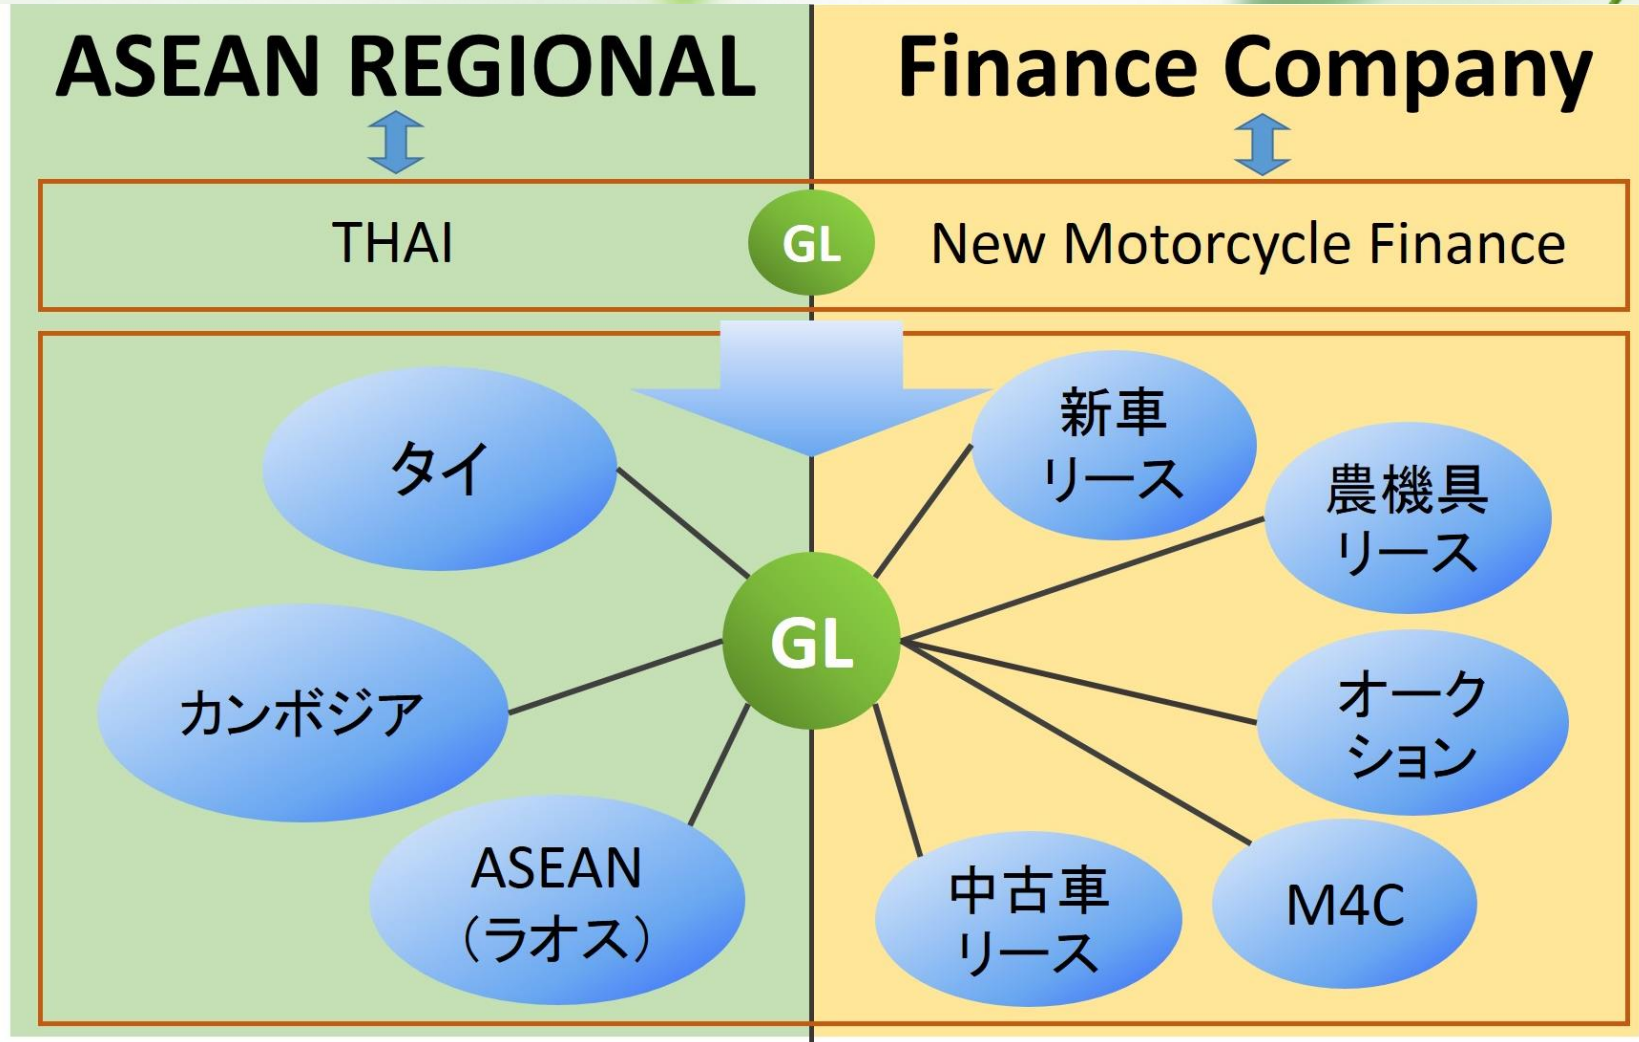 ASEAN REGIONAL
Finance Company
THAI
GL
New Motorcycle Finance
タイ
カンボジア
ASEAN
（ラオス）
GL
新車
リース
農機具
リース
オーク
ション
M4C
中古車
リース